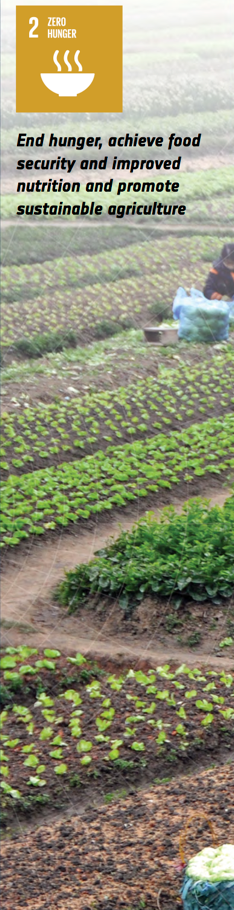 2 ZERO
HUNGER
End hunger, achieve food
security and improved
nutrition and promote
sustainable agriculture